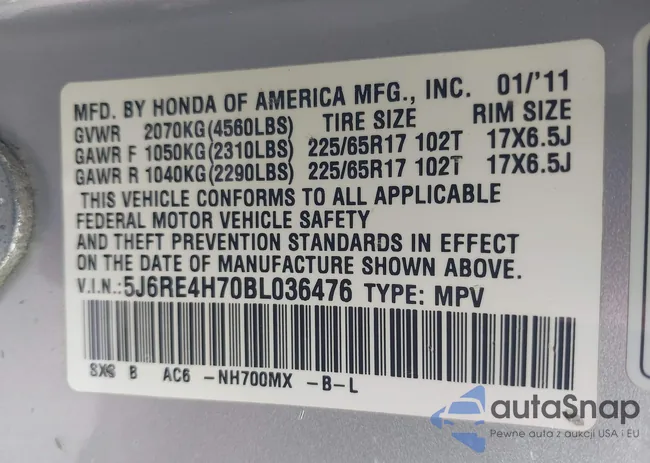 MFD. BY HONDA OF AMERICA MFG., INC. 01/'11
GVWR 2070KG(4560LBS) TIRE SIZE RIM SIZE
GAWR F 1050KG(2310LBS) 225/65R17 102T 17X6.5J
GAWR R 1040KG(2290LBS) 225/65R17 102T 17X6.5J
THIS VEHICLE CONFORMS TO ALL APPLICABLE
FEDERAL MOTOR VEHICLE SAFETY
AND THEFT PREVENTION STANDARDS IN EFFECT
ON THE DATE OF MANUFACTURE SHOWN ABOVE.
V.I.N.:5J6RE4H70BL036476 TYPE: MPV
B AC6 -NH700MX -B-L
autaSnap
Pewne auta z aukcji USA i EU